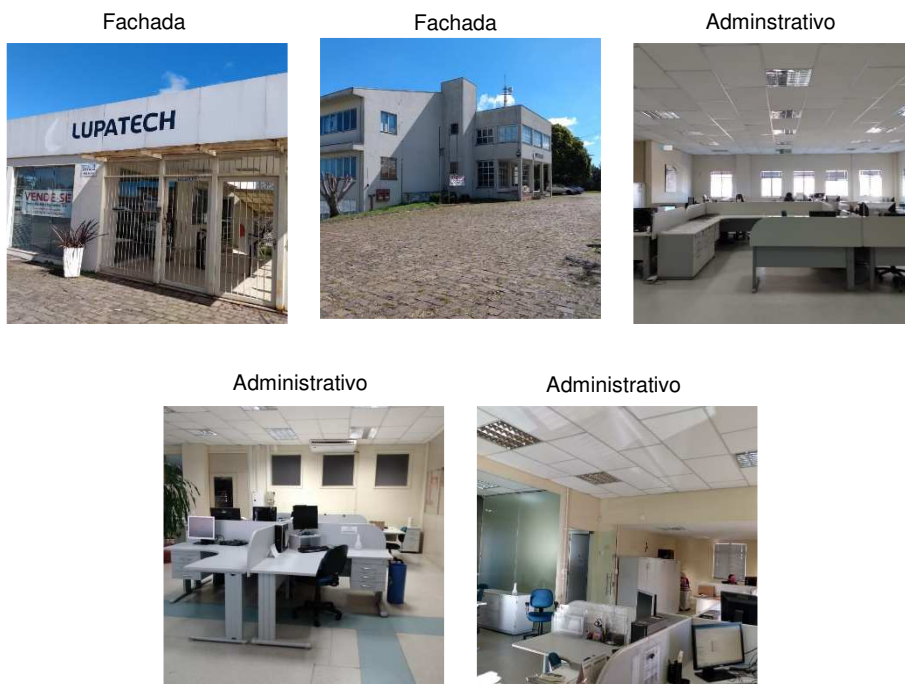 Fachada
Fachada
Adminstrativo
LUPATECH
VENDE-SE
Administrativo
Administrativo